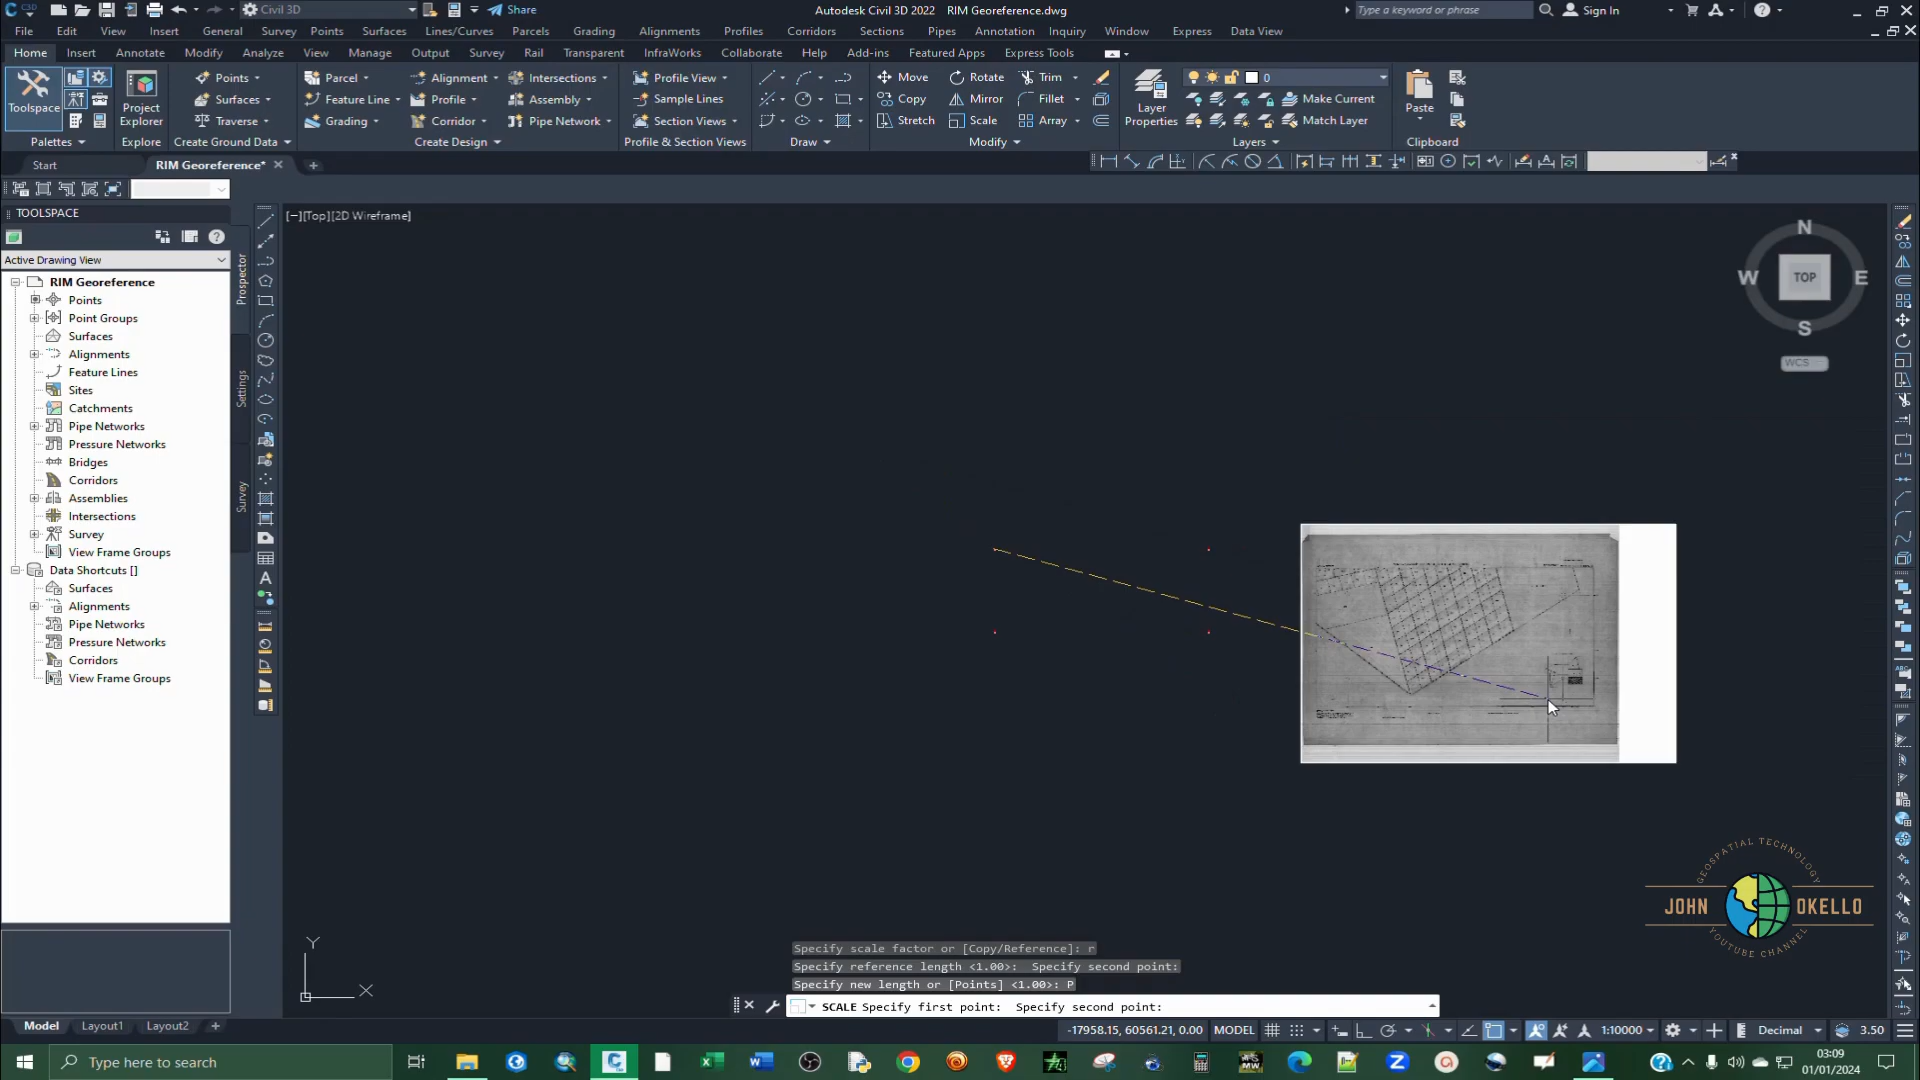 Civil 3D
Share
Autodesk Civil 3D 2022 RIM Georeference.dwg
Type a keyword or phrase
Sign In
File Edit View Insert General Survey Points Surfaces Lines/Curves Parcels Grading Alignments Profiles Corridors Sections Pipes Annotation Inquiry Window Express Data View
Home Insert Annotate Modify Analyze View Manage Output Survey Rail Transparent InfraWorks Collaborate Help Add-ins Featured Apps Express Tools
Toolspace Project Explorer
Points Parcel Alignment Intersections Profile View Move Rotate Trim 0
Surfaces Feature Line Profile Assembly Sample Lines Copy Mirror Fillet Make Current
Traverse Grading Corridor Pipe Network Section Views Stretch Scale Array Layer Properties Match Layer Paste
Palettes Explore Create Ground Data Create Design Profile & Section Views Draw Modify Layers Clipboard
Start RIM Georeference*
TOOLSPACE
[−][Top][2D Wireframe]
Active Drawing View
RIM Georeference
Points
Point Groups
Surfaces
Alignments
Feature Lines
Sites
Catchments
Pipe Networks
Pressure Networks
Bridges
Corridors
Assemblies
Intersections
Survey
View Frame Groups
Data Shortcuts []
Surfaces
Alignments
Pipe Networks
Pressure Networks
Corridors
View Frame Groups
Prospector
Settings
Survey
N
W TOP E
S
WCS
GEOSPATIAL TECHNOLOGY
JOHN OKELLO
YOUTUBE CHANNEL
Y
X
Specify scale factor or [Copy/Reference]: r
Specify reference length <1.00>: Specify second point:
Specify new length or [Points] <1.00>: P
SCALE Specify first point: Specify second point:
Model Layout1 Layout2
-17958.15, 60561.21, 0.00 MODEL 1:10000 Decimal 3.50
Type here to search
03:09
01/01/2024